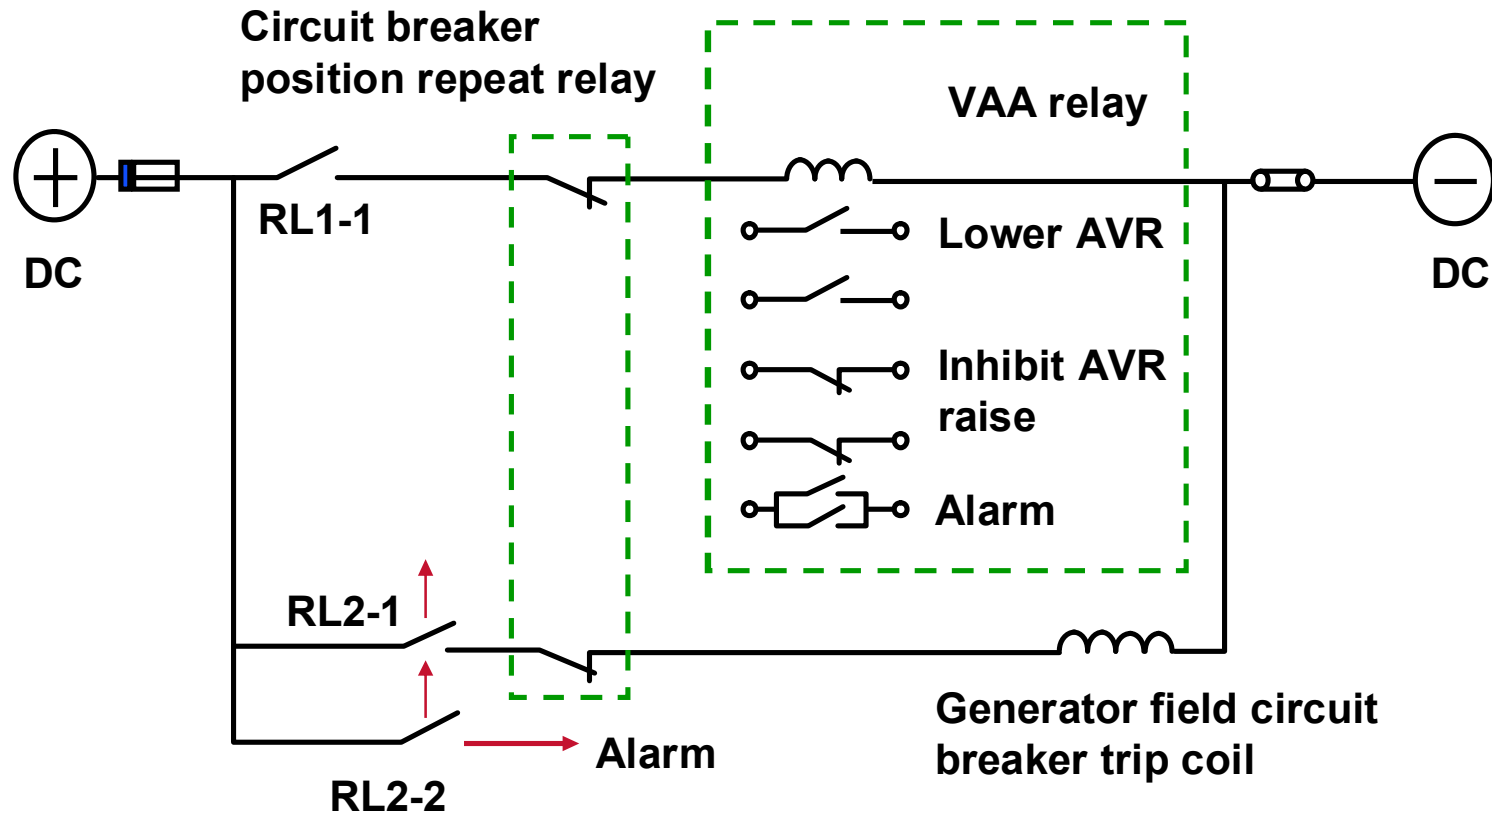 Circuit breaker
position repeat relay
VAA relay
RL1-1
DC
DC
Lower AVR
Inhibit AVR
raise
Alarm
RL2-1
Generator field circuit
breaker trip coil
Alarm
RL2-2